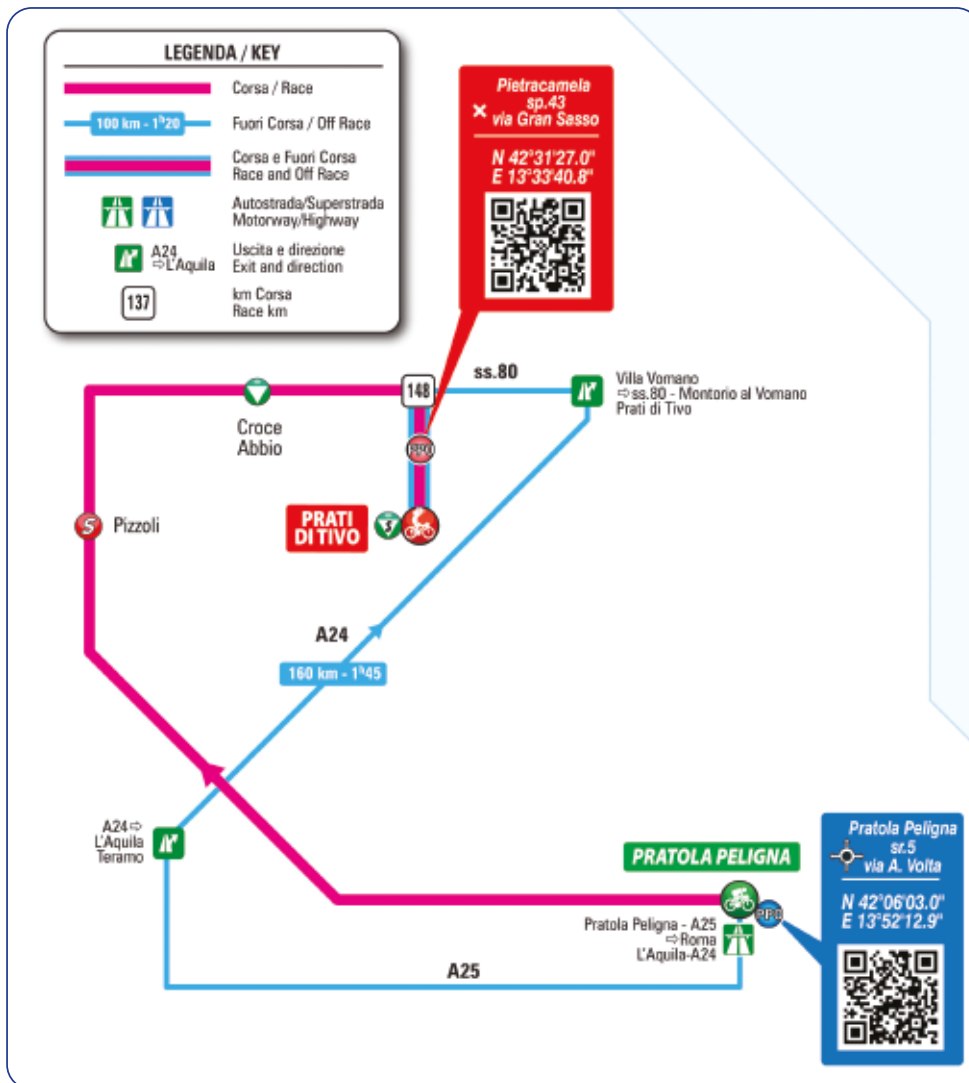 LEGENDA / KEY
Corsa / Race
100 km - 1h20
Fuori Corsa / Off Race
Corsa e Fuori Corsa
Race and Off Race
Autostrada/Superstrada
Motorway/Highway
A24
⇨L'Aquila
Uscita e direzione
Exit and direction
137
km Corsa
Race km
Pietracamela
sp.43
via Gran Sasso
N 42°31'27.0"
E 13°33'40.8"
ss.80
148
Villa Vomano
⇨ss.80 - Montorio al Vomano
Prati di Tivo
Croce
Abbio
PPO
S
Pizzoli
PRATI
DI TIVO
S
A24
160 km - 1h45
A24⇨
L'Aquila
Teramo
PRATOLA PELIGNA
PPO
Pratola Peligna - A25
⇨Roma
L'Aquila-A24
A25
Pratola Peligna
sr.5
via A. Volta
N 42°06'03.0"
E 13°52'12.9"